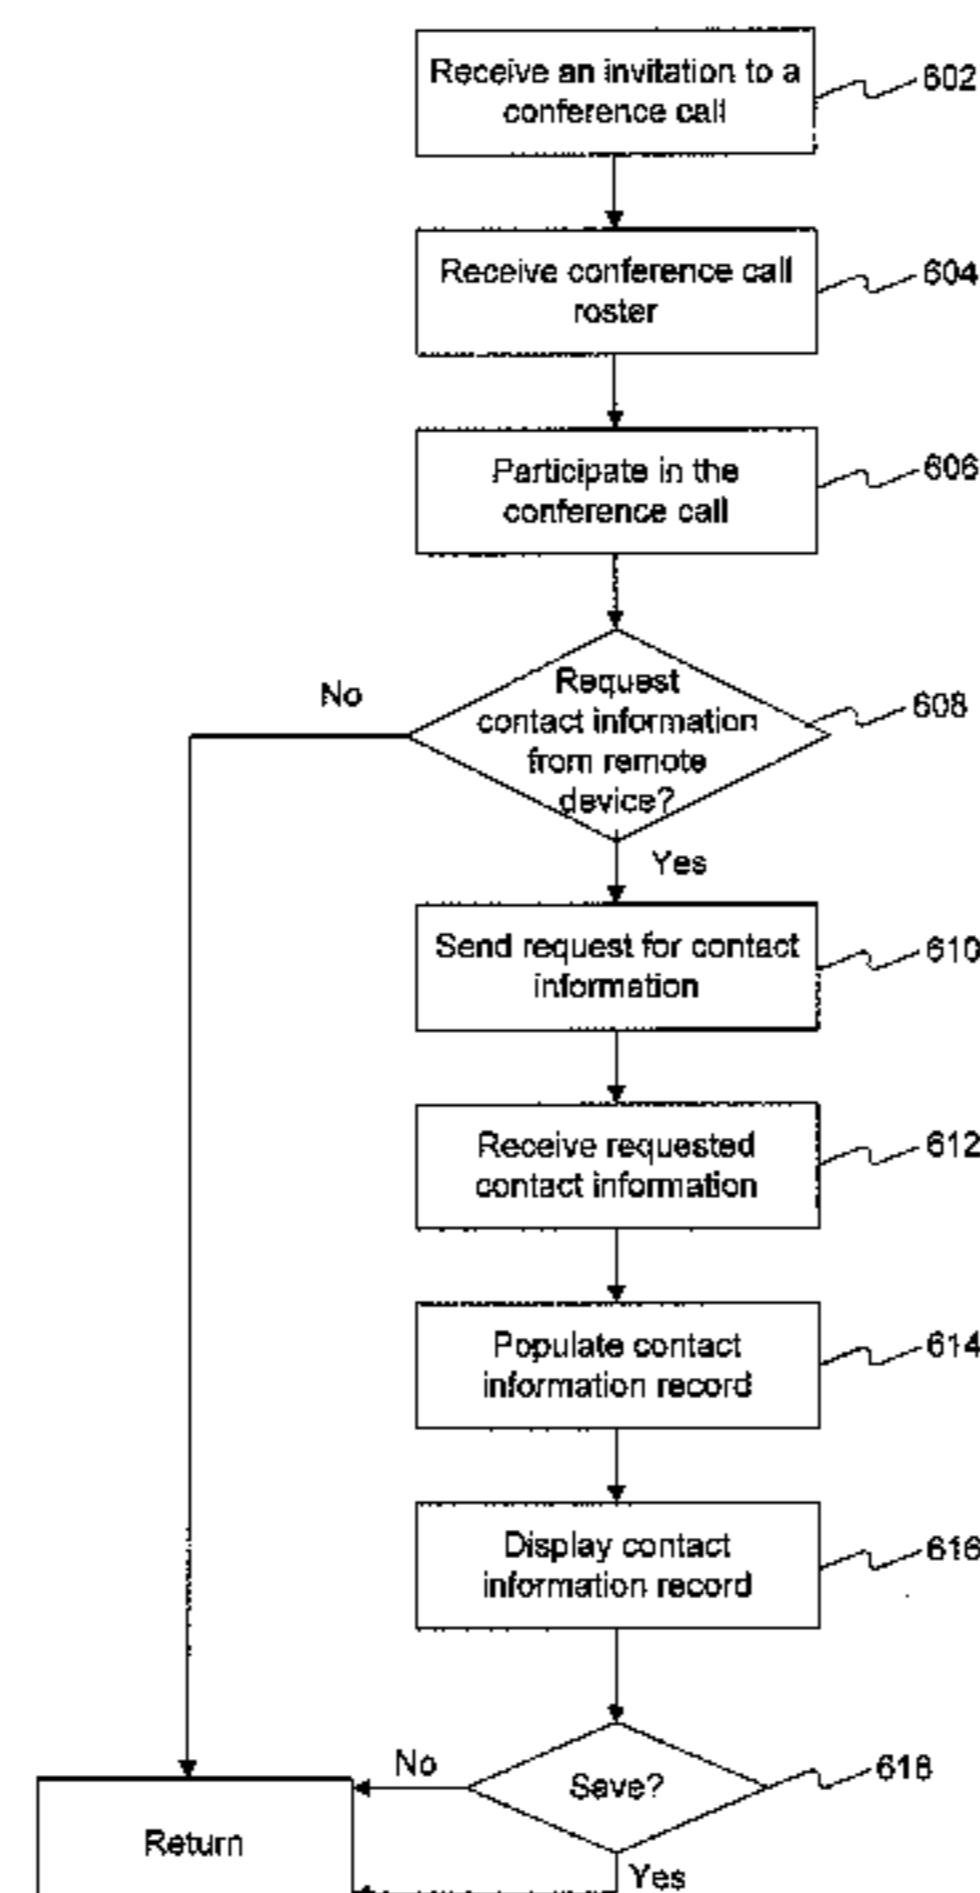 Receive an invitation to a
conference call
602
Receive conference call
roster
604
Participate in the
conference call
606
Request
contact information
from remote
device?
608
No
Yes
Send request for contact
information
610
Receive requested
contact information
612
Populate contact
information record
614
Display contact
information record
616
Save?
618
No
Yes
Return